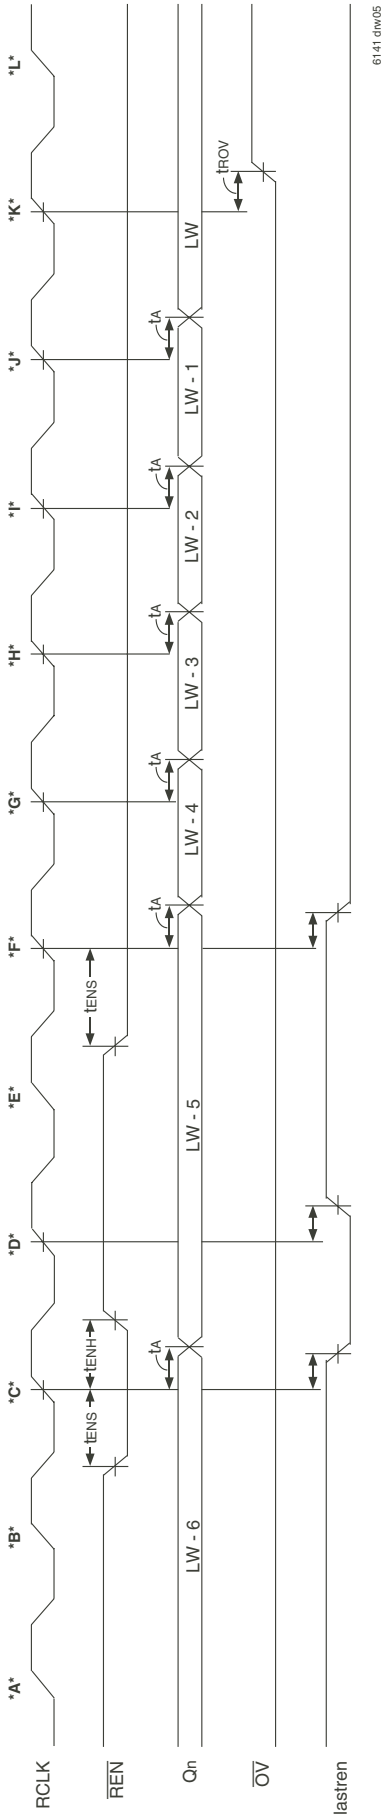 *A* *B* *C* *D* *E* *F* *G* *H* *I* *J* *K* *L*
RCLK
tENS tENH tENS
REN
tA tA tA tA tA tA
Qn LW - 6 LW - 5 LW - 4 LW - 3 LW - 2 LW - 1 LW
tROV
OV
lastren
6141 drw05